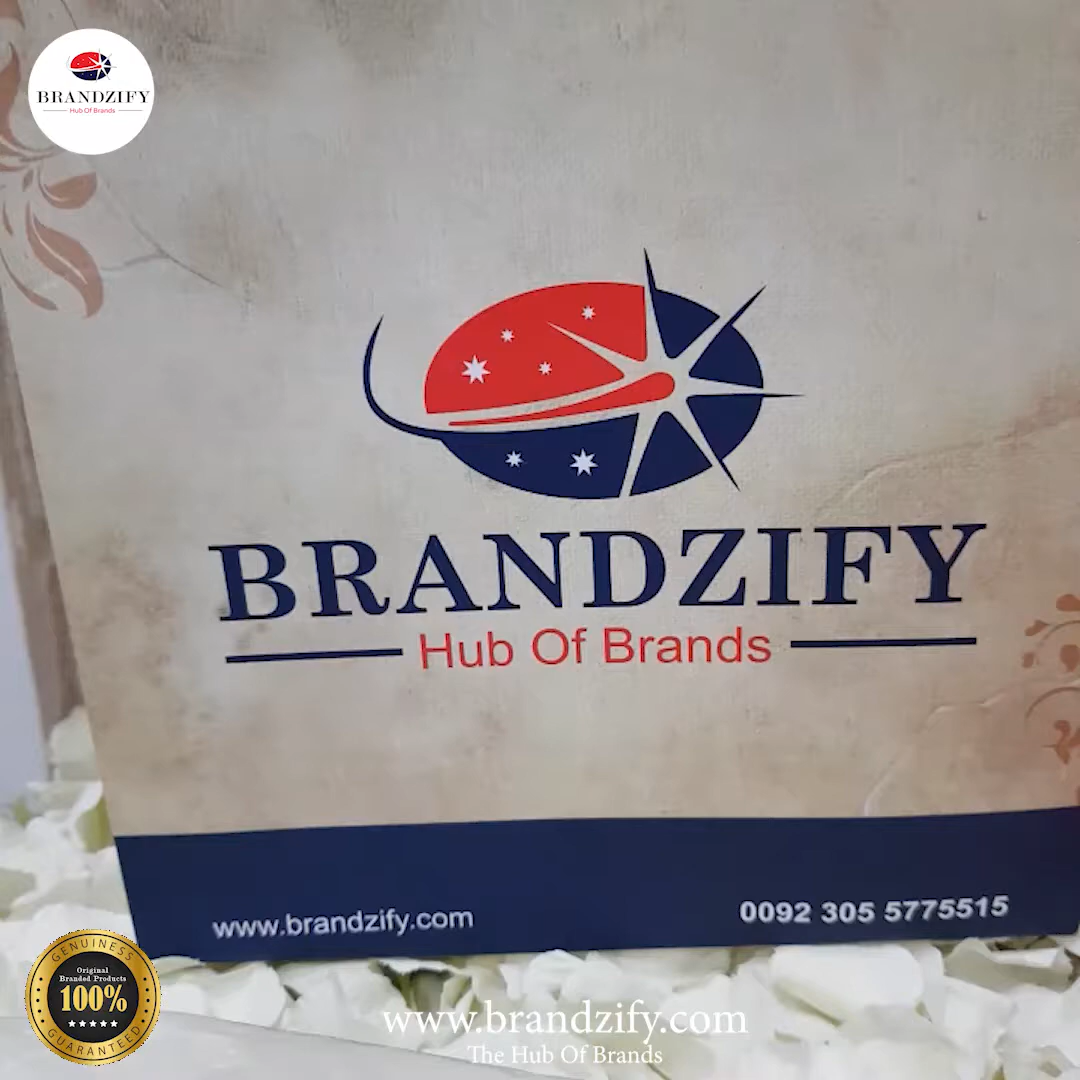 BRANDZIFY
Hub Of Brands
BRANDZIFY
Hub Of Brands
www.brandzify.com
0092 305 5775515
GENUINESS
Original
Branded Products
100%
GUARANTEED
www.brandzify.com
The Hub Of Brands